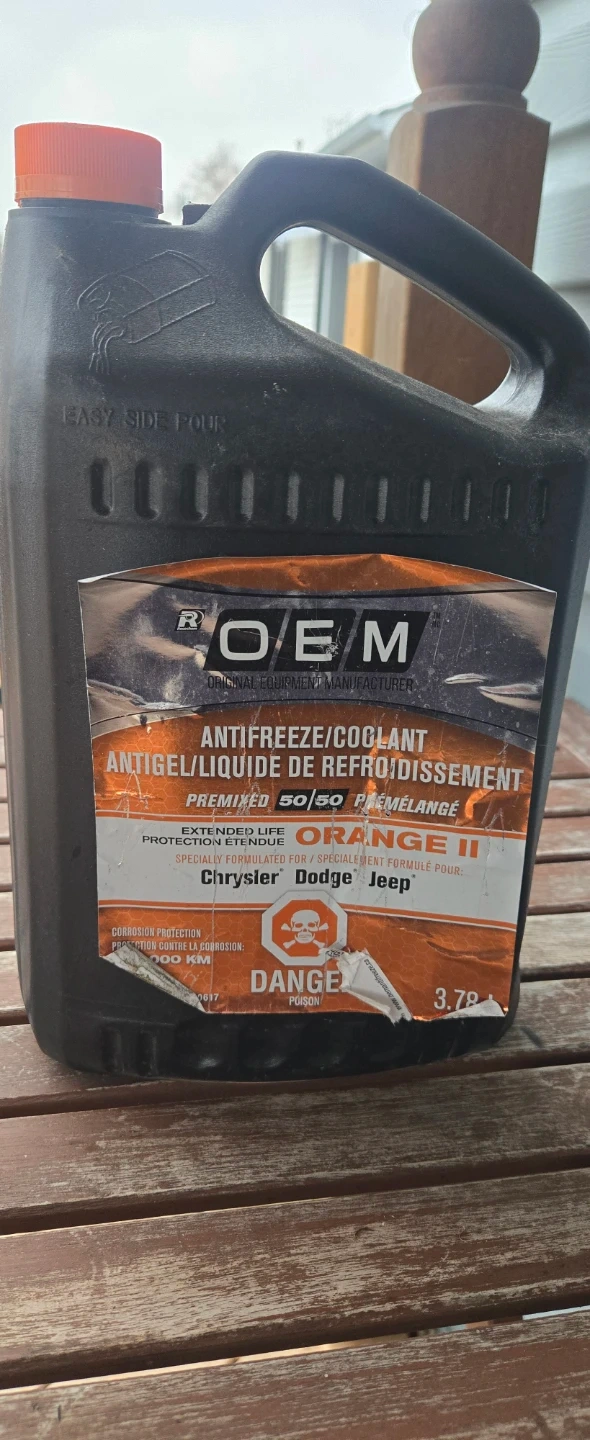 EASY SIDE POUR
R OEM
ORIGINAL EQUIPMENT MANUFACTURER
ANTIFREEZE/COOLANT
ANTIGEL/LIQUIDE DE REFROIDISSEMENT
PREMIXED 50/50 PRÉMÉLANGÉ
EXTENDED LIFE
PROTECTION ÉTENDUE
ORANGE II
SPECIALLY FORMULATED FOR / SPÉCIALEMENT FORMULÉ POUR:
Chrysler* Dodge* Jeep*
CORROSION PROTECTION
PROTECTION CONTRE LA CORROSION:
000 KM
DANGE
POISON
0617
3.78